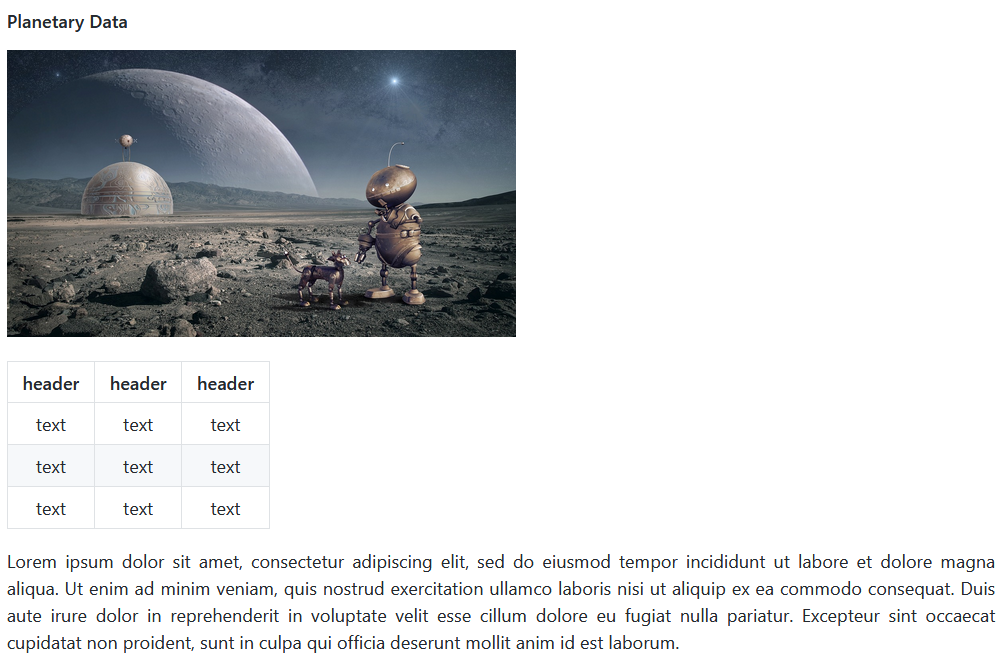 Planetary Data
header header header
text text text
text text text
text text text
Lorem ipsum dolor sit amet, consectetur adipiscing elit, sed do eiusmod tempor incididunt ut labore et dolore magna
aliqua. Ut enim ad minim veniam, quis nostrud exercitation ullamco laboris nisi ut aliquip ex ea commodo consequat. Duis
aute irure dolor in reprehenderit in voluptate velit esse cillum dolore eu fugiat nulla pariatur. Excepteur sint occaecat
cupidatat non proident, sunt in culpa qui officia deserunt mollit anim id est laborum.